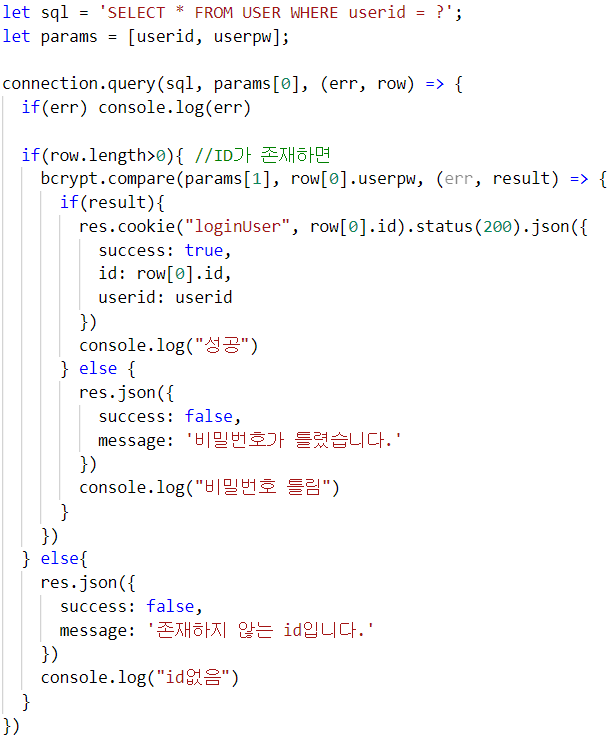 let sql = 'SELECT * FROM USER WHERE userid = ?';
let params = [userid, userpw];
connection.query(sql, params[0], (err, row) => {
if(err) console.log(err)
if(row.length>0){ //ID가 존재하면
bcrypt.compare(params[1], row[0].userpw, (err, result) => {
if(result){
res.cookie("loginUser", row[0].id).status(200).json({
success: true,
id: row[0].id,
userid: userid
})
console.log("성공")
} else {
res.json({
success: false,
message: '비밀번호가 틀렸습니다.'
})
console.log("비밀번호 틀림")
}
})
} else{
res.json({
success: false,
message: '존재하지 않는 id입니다.'
})
console.log("id없음")
}
})